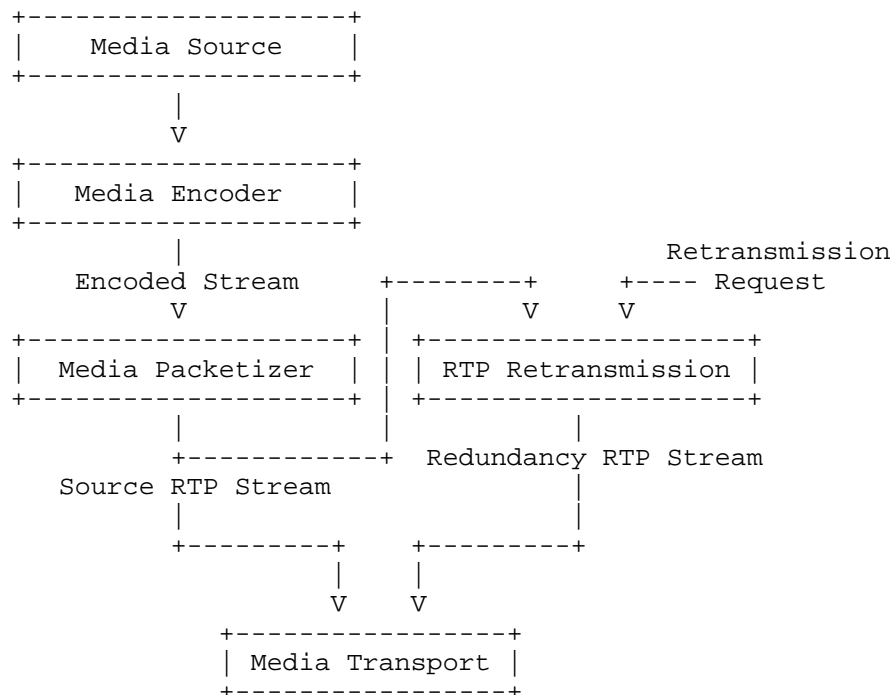 Media Source
Media Encoder
Retransmission
Encoded Stream
Request
Media Packetizer
RTP Retransmission
Redundancy RTP Stream
Source RTP Stream
Media Transport